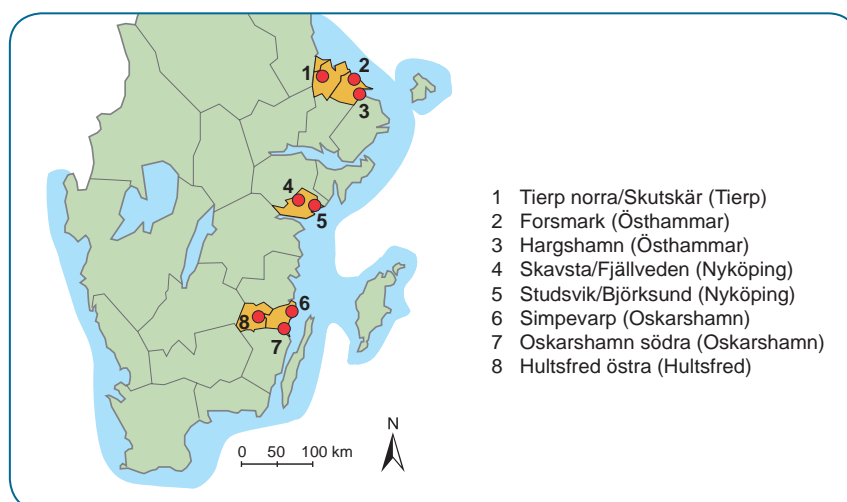 1
2
3
4
5
6
7
8
1 Tierp norra/Skutskär (Tierp)
2 Forsmark (Östhammar)
3 Hargshamn (Östhammar)
4 Skavsta/Fjällveden (Nyköping)
5 Studsvik/Björksund (Nyköping)
6 Simpevarp (Oskarshamn)
7 Oskarshamn södra (Oskarshamn)
8 Hultsfred östra (Hultsfred)
N
0 50 100 km